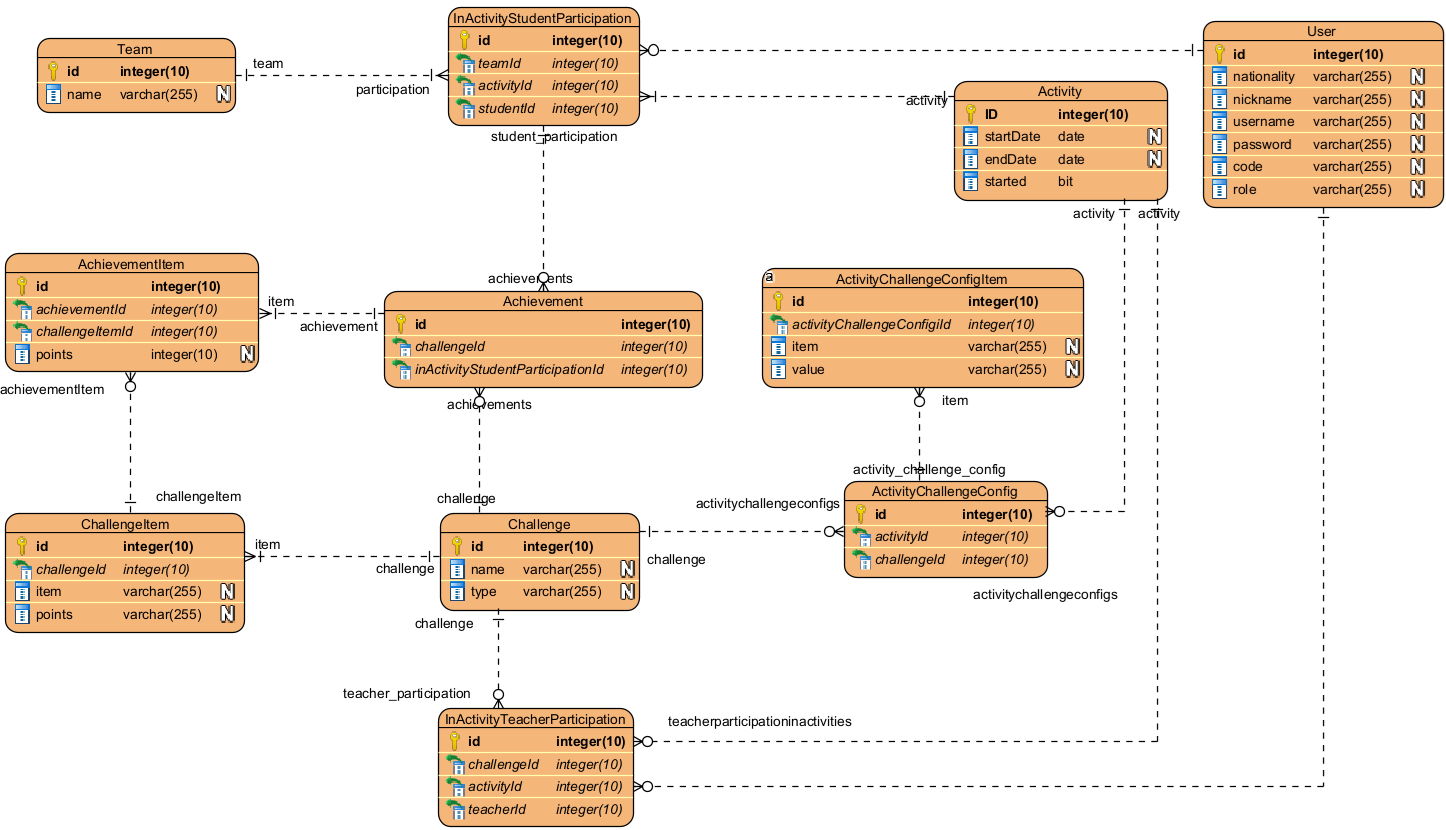 InActivityStudentParticipation
id integer(10)
teamId integer(10)
activityId integer(10)
studentId integer(10)
Team
id integer(10)
name varchar(255) N
team
participation
User
id integer(10)
nationality varchar(255) N
nickname varchar(255) N
username varchar(255) N
password varchar(255) N
code varchar(255) N
role varchar(255) N
activity
Activity
ID integer(10)
startDate date N
endDate date N
started bit
student_participation
activity
activity
achievements
AchievementItem
id integer(10)
achievementId integer(10)
challengeItemId integer(10)
points integer(10) N
item
achievement
Achievement
id integer(10)
challengeId integer(10)
inActivityStudentParticipationId integer(10)
a
ActivityChallengeConfigItem
id integer(10)
activityChallengeConfigId integer(10)
item varchar(255) N
value varchar(255) N
achievementItem
achievements
item
activity_challenge_config
challengeItem
challenge
activitychallengeconfigs
ActivityChallengeConfig
id integer(10)
activityId integer(10)
challengeId integer(10)
ChallengeItem
id integer(10)
challengeId integer(10)
item varchar(255) N
points varchar(255) N
item
challenge
Challenge
id integer(10)
name varchar(255) N
type varchar(255) N
challenge
activitychallengeconfigs
challenge
teacher_participation
teacherparticipationinactivities
InActivityTeacherParticipation
id integer(10)
challengeId integer(10)
activityId integer(10)
teacherId integer(10)